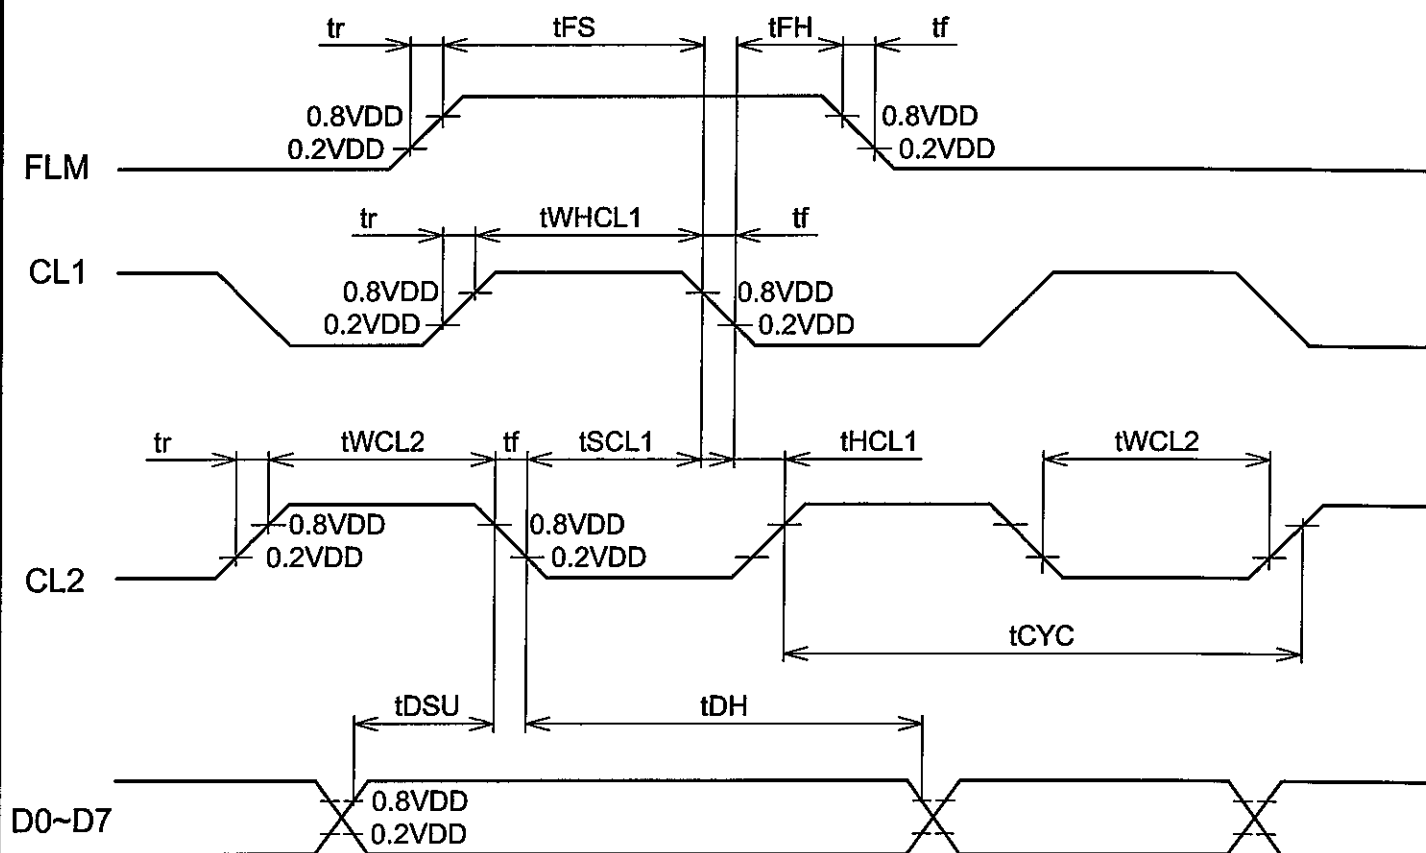 tr tFS tFH tf
0.8VDD 0.8VDD
0.2VDD 0.2VDD
FLM
tr tWHCL1 tf
CL1
0.8VDD 0.8VDD
0.2VDD 0.2VDD
tr tWCL2 tf tSCL1 tHCL1 tWCL2
0.8VDD 0.8VDD
0.2VDD 0.2VDD
CL2
tCYC
tDSU tDH
0.8VDD
D0~D7
0.2VDD